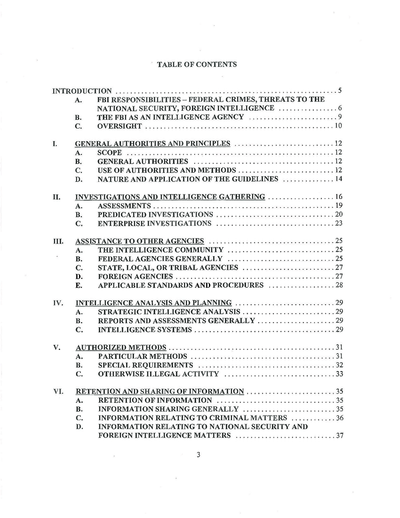 TABLE OF CONTENTS
INTRODUCTION ........ 5
A. FBI RESPONSIBILITIES – FEDERAL CRIMES, THREATS TO THE
NATIONAL SECURITY, FOREIGN INTELLIGENCE ........ 6
B. THE FBI AS AN INTELLIGENCE AGENCY ........ 9
C. OVERSIGHT ........ 10
I. GENERAL AUTHORITIES AND PRINCIPLES ........ 12
A. SCOPE ........ 12
B. GENERAL AUTHORITIES ........ 12
C. USE OF AUTHORITIES AND METHODS ........ 12
D. NATURE AND APPLICATION OF THE GUIDELINES ........ 14
II. INVESTIGATIONS AND INTELLIGENCE GATHERING ........ 16
A. ASSESSMENTS ........ 19
B. PREDICATED INVESTIGATIONS ........ 20
C. ENTERPRISE INVESTIGATIONS ........ 23
III. ASSISTANCE TO OTHER AGENCIES ........ 25
A. THE INTELLIGENCE COMMUNITY ........ 25
B. FEDERAL AGENCIES GENERALLY ........ 25
C. STATE, LOCAL, OR TRIBAL AGENCIES ........ 27
D. FOREIGN AGENCIES ........ 27
E. APPLICABLE STANDARDS AND PROCEDURES ........ 28
IV. INTELLIGENCE ANALYSIS AND PLANNING ........ 29
A. STRATEGIC INTELLIGENCE ANALYSIS ........ 29
B. REPORTS AND ASSESSMENTS GENERALLY ........ 29
C. INTELLIGENCE SYSTEMS ........ 29
V. AUTHORIZED METHODS ........ 31
A. PARTICULAR METHODS ........ 31
B. SPECIAL REQUIREMENTS ........ 32
C. OTHERWISE ILLEGAL ACTIVITY ........ 33
VI. RETENTION AND SHARING OF INFORMATION ........ 35
A. RETENTION OF INFORMATION ........ 35
B. INFORMATION SHARING GENERALLY ........ 35
C. INFORMATION RELATING TO CRIMINAL MATTERS ........ 36
D. INFORMATION RELATING TO NATIONAL SECURITY AND
FOREIGN INTELLIGENCE MATTERS ........ 37
3